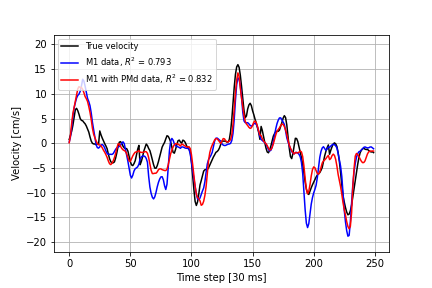 True velocity
M1 data, R² = 0.793
M1 with PMd data, R² = 0.832
Velocity [cm/s]
20
15
10
5
0
−5
−10
−15
−20
0 50 100 150 200 250
Time step [30 ms]